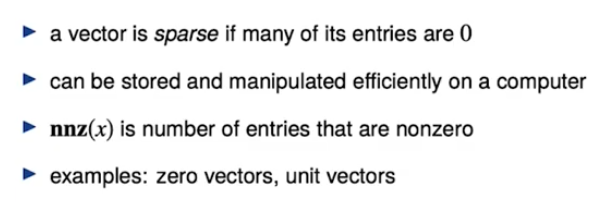 ▶ a vector is sparse if many of its entries are 0
▶ can be stored and manipulated efficiently on a computer
▶ nnz(x) is number of entries that are nonzero
▶ examples: zero vectors, unit vectors